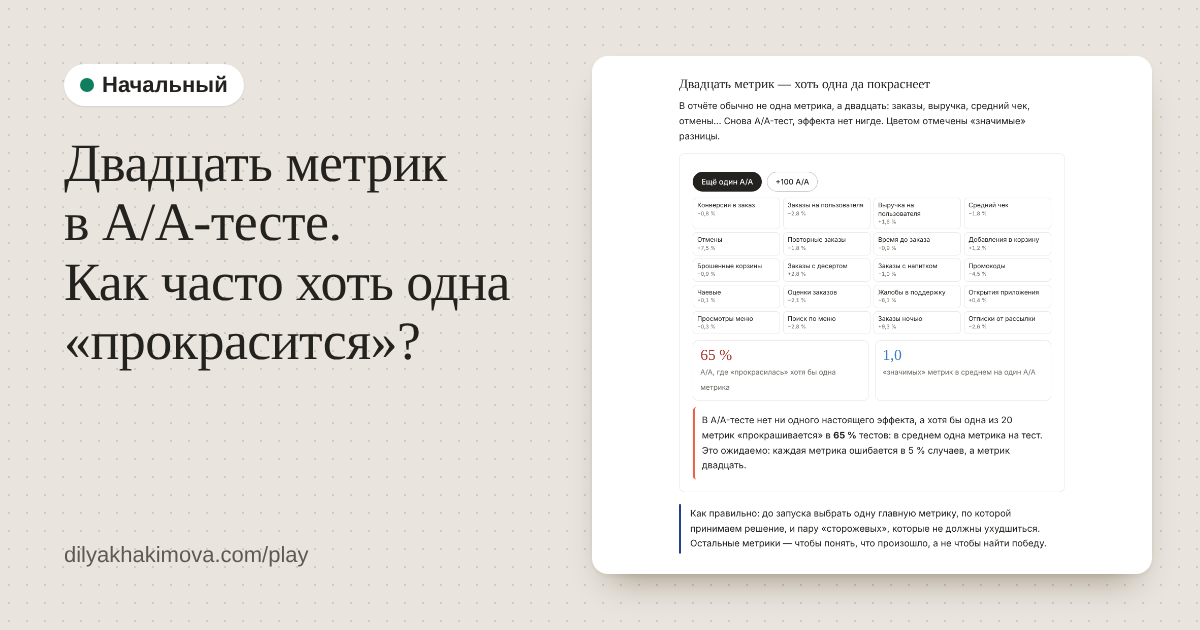 Начальный
Двадцать метрик
в А/А-тесте.
Как часто хоть одна
«прокрасится»?
dilyakhakimova.com/play
Двадцать метрик — хоть одна да покраснеет
В отчёте обычно не одна метрика, а двадцать: заказы, выручка, средний чек,
отмены... Снова А/А-тест, эффекта нет нигде. Цветом отмечены «значимые»
разницы.
Ещё один А/А
+100 А/А
Конверсия в заказ
Заказы на пользователя
Выручка на
пользователя
Средний чек
Отмены
Повторные заказы
Время до заказа
Добавления в корзину
Брошенные корзины
Заказы с десертом
Заказы с напитком
Промокоды
Чаевые
Оценки заказов
Жалобы в поддержку
Открытия приложения
Просмотры меню
Поиск по меню
Заказы ночью
Отписки от рассылки
65 %
А/А, где «прокрасилась» хотя бы одна
метрика
1,0
«значимых» метрик в среднем на один А/А
В А/А-тесте нет ни одного настоящего эффекта, а хотя бы одна из 20
метрик «прокрашивается» в 65 % тестов: в среднем одна метрика на тест.
Это ожидаемо: каждая метрика ошибается в 5 % случаев, а метрик
двадцать.
Как правильно: до запуска выбрать одну главную метрику, по которой
принимаем решение, и пару «сторожевых», которые не должны ухудшиться.
Остальные метрики — чтобы понять, что произошло, а не чтобы найти победу.